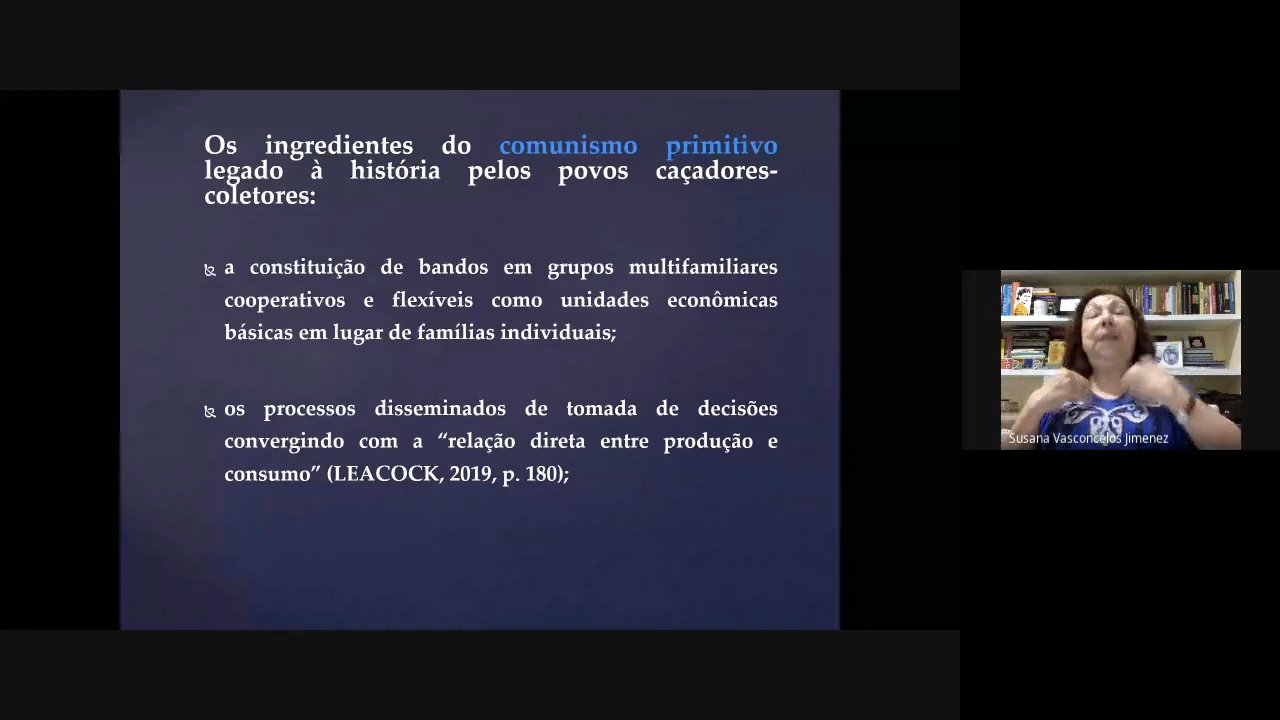 Os ingredientes do comunismo primitivo
legado à história pelos povos caçadores-
coletores:
a constituição de bandos em grupos multifamiliares
cooperativos e flexíveis como unidades econômicas
básicas em lugar de famílias individuais;
os processos disseminados de tomada de decisões
convergindo com a “relação direta entre produção e
consumo” (LEACOCK, 2019, p. 180);
Susana Vasconcelos Jimenez